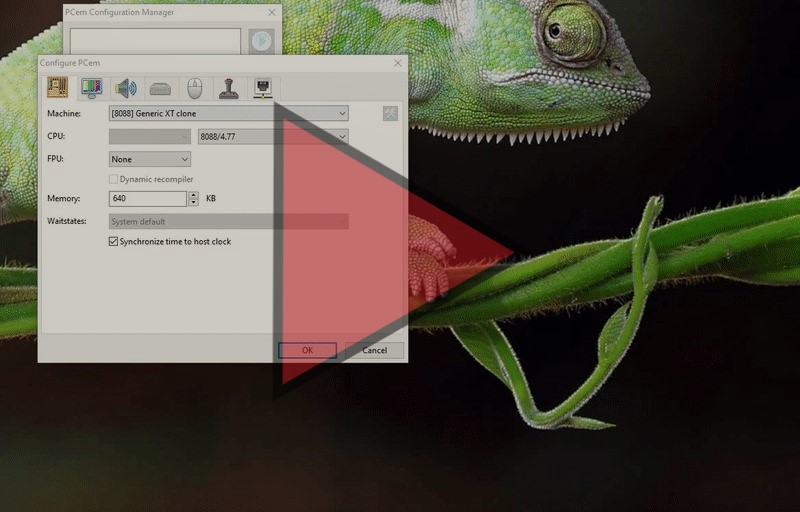 PCem Configuration Manager
Configure PCem
Machine: [8088] Generic XT clone
CPU: 8088/4.77
FPU: None
Dynamic recompiler
Memory: 640 KB
Waitstates: System default
Synchronize time to host clock
OK Cancel